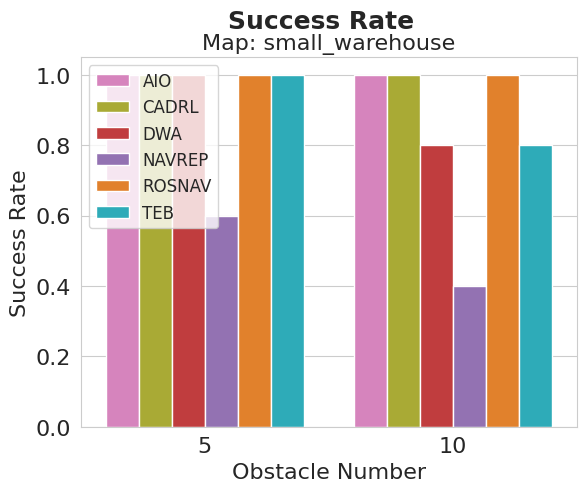 Success Rate
Map: small_warehouse
1.0
0.8
0.6
0.4
0.2
0.0
Success Rate
AIO
CADRL
DWA
NAVREP
ROSNAV
TEB
5
10
Obstacle Number